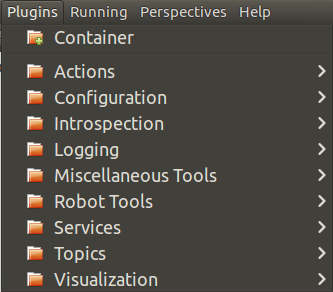 Plugins Running Perspectives Help
Container
Actions
Configuration
Introspection
Logging
Miscellaneous Tools
Robot Tools
Services
Topics
Visualization